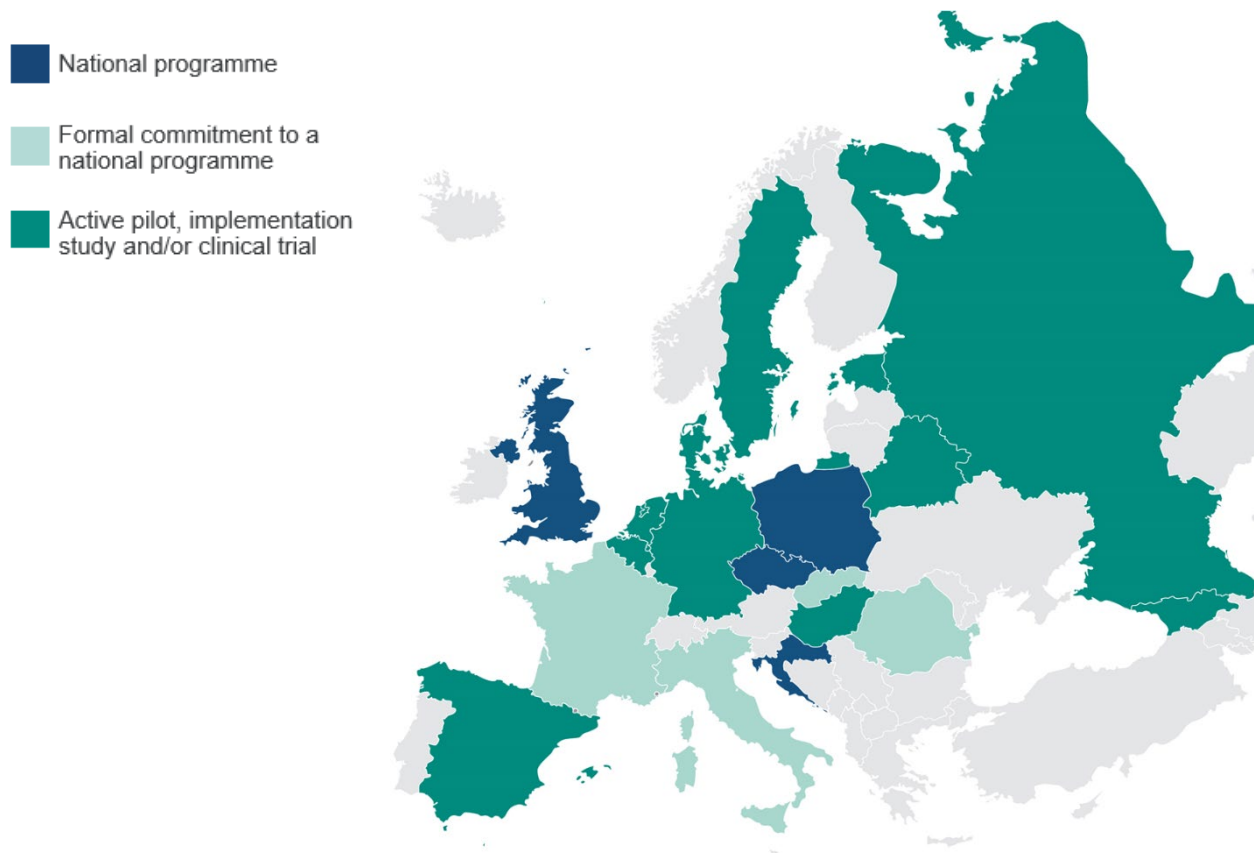 National programme
Formal commitment to a
national programme
Active pilot, implementation
study and/or clinical trial